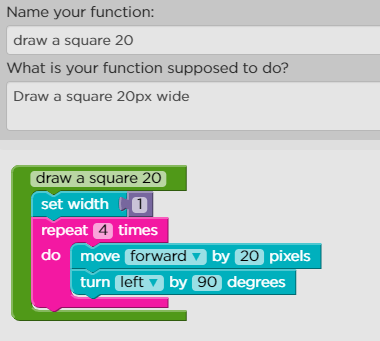 Name your function:
draw a square 20
What is your function supposed to do?
Draw a square 20px wide
draw a square 20
set width 1
repeat 4 times
do move forward by 20 pixels
turn left by 90 degrees